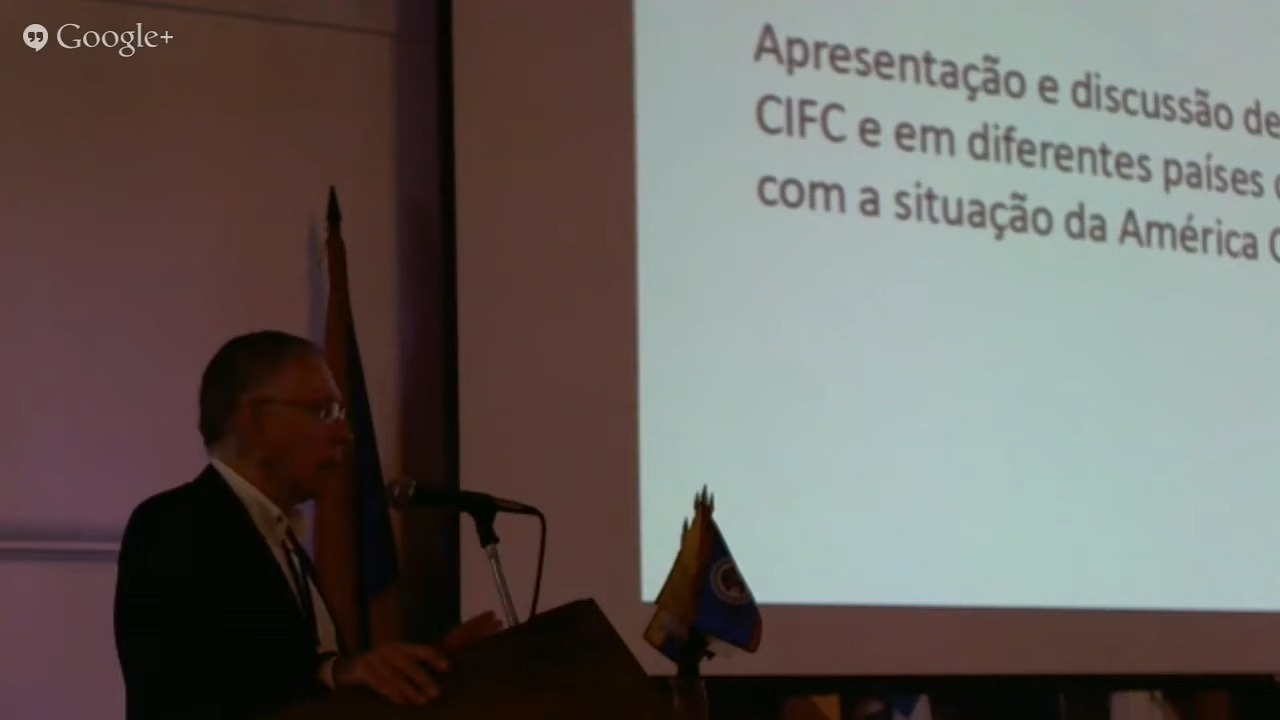 Google+
Apresentação e discussão de
CIFC e em diferentes países
com a situação da América